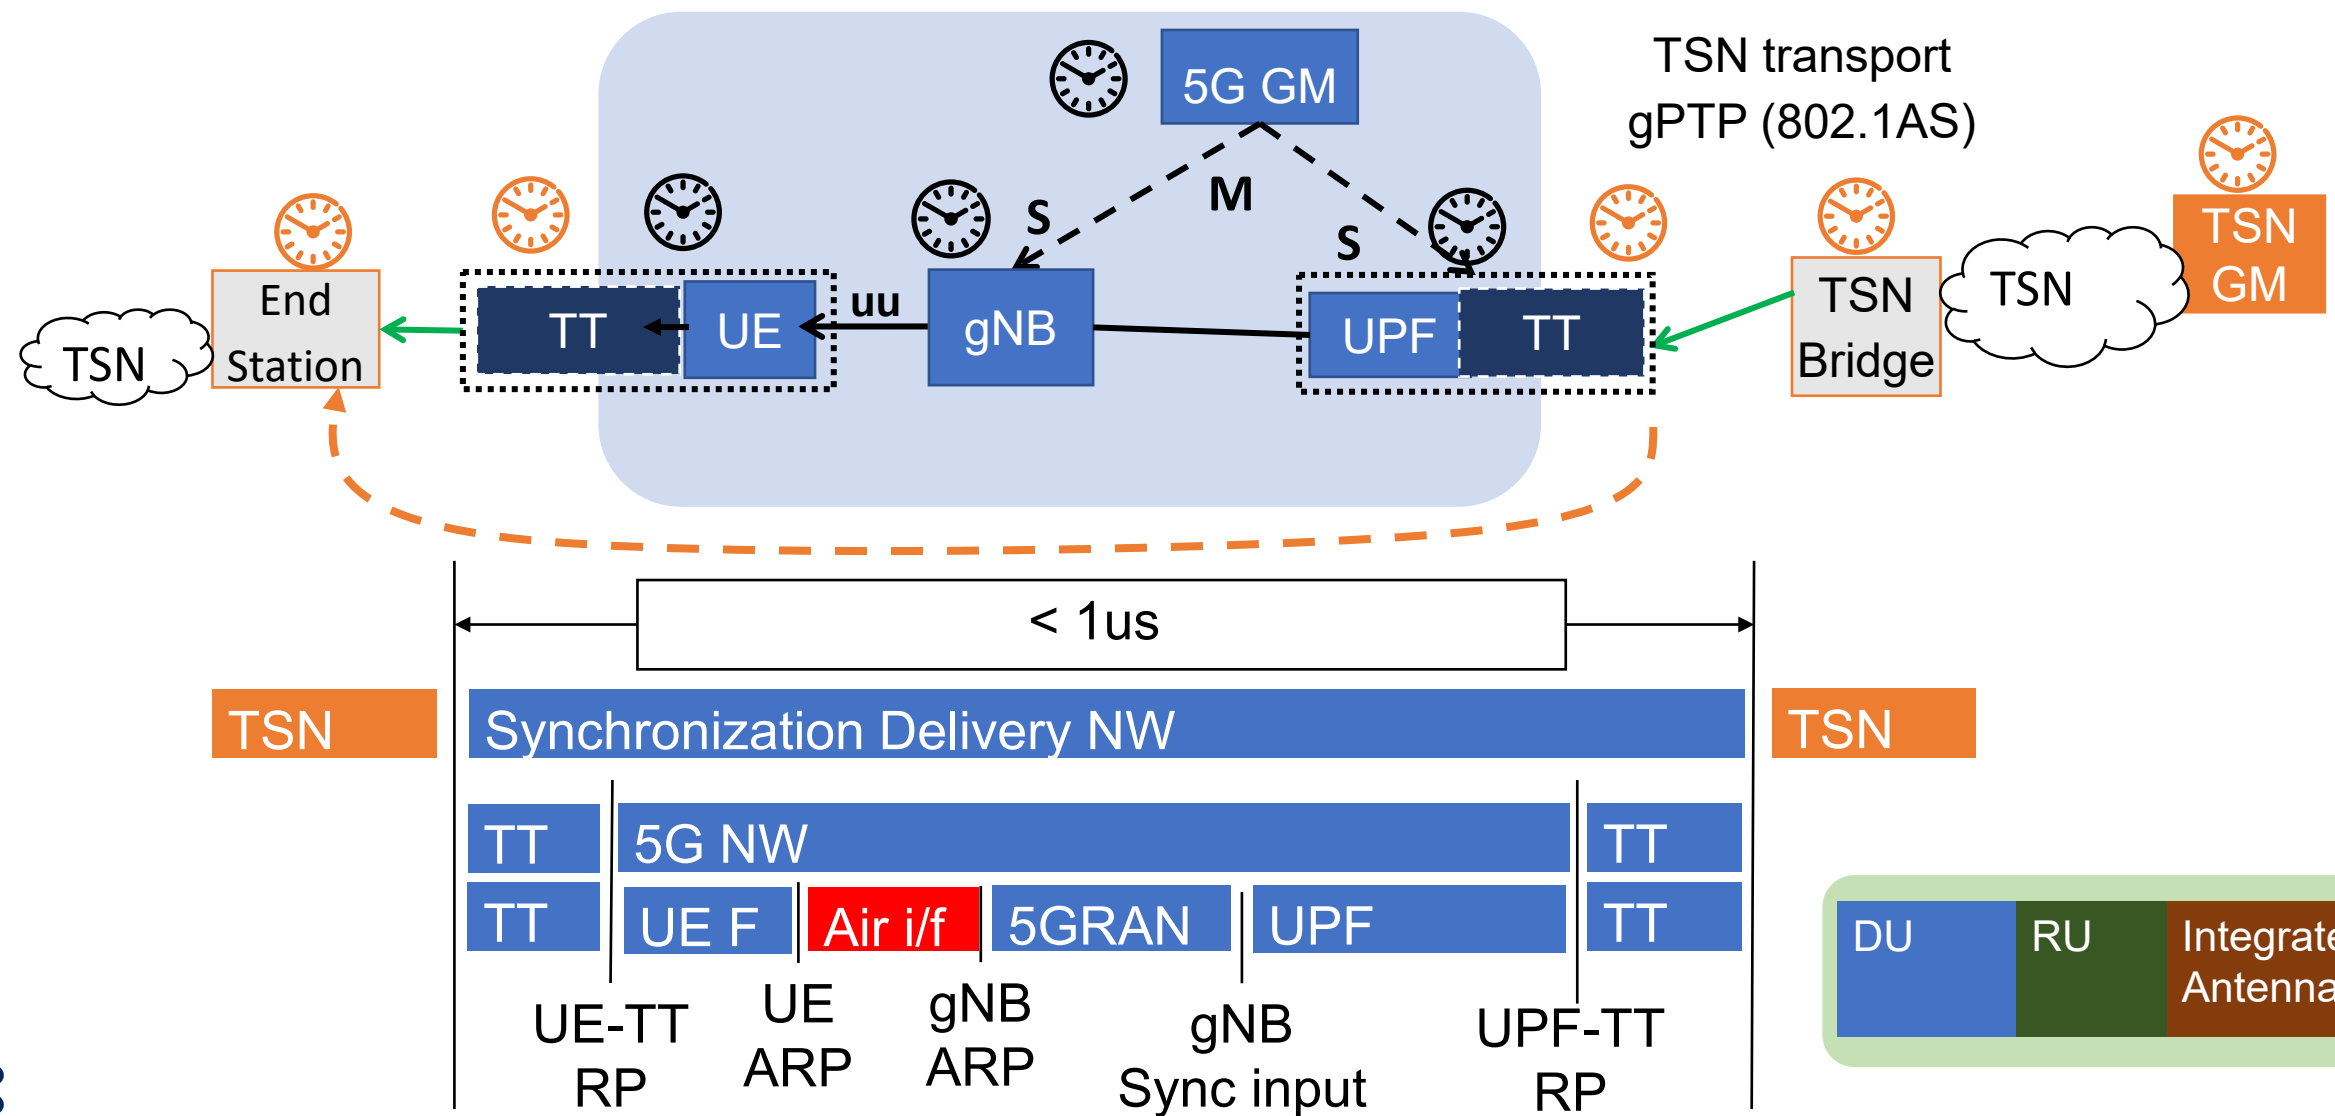 5G GM
TSN transport
gPTP (802.1AS)
TSN
GM
M
S
S
End
Station
TSN
TT
UE
uu
gNB
UPF
TT
TSN
Bridge
TSN
< 1us
TSN
Synchronization Delivery NW
TSN
TT
5G NW
TT
TT
UE F
Air i/f
5GRAN
UPF
TT
UE-TT
RP
UE
ARP
gNB
ARP
gNB
Sync input
UPF-TT
RP
DU
RU
Integrate
Antenna